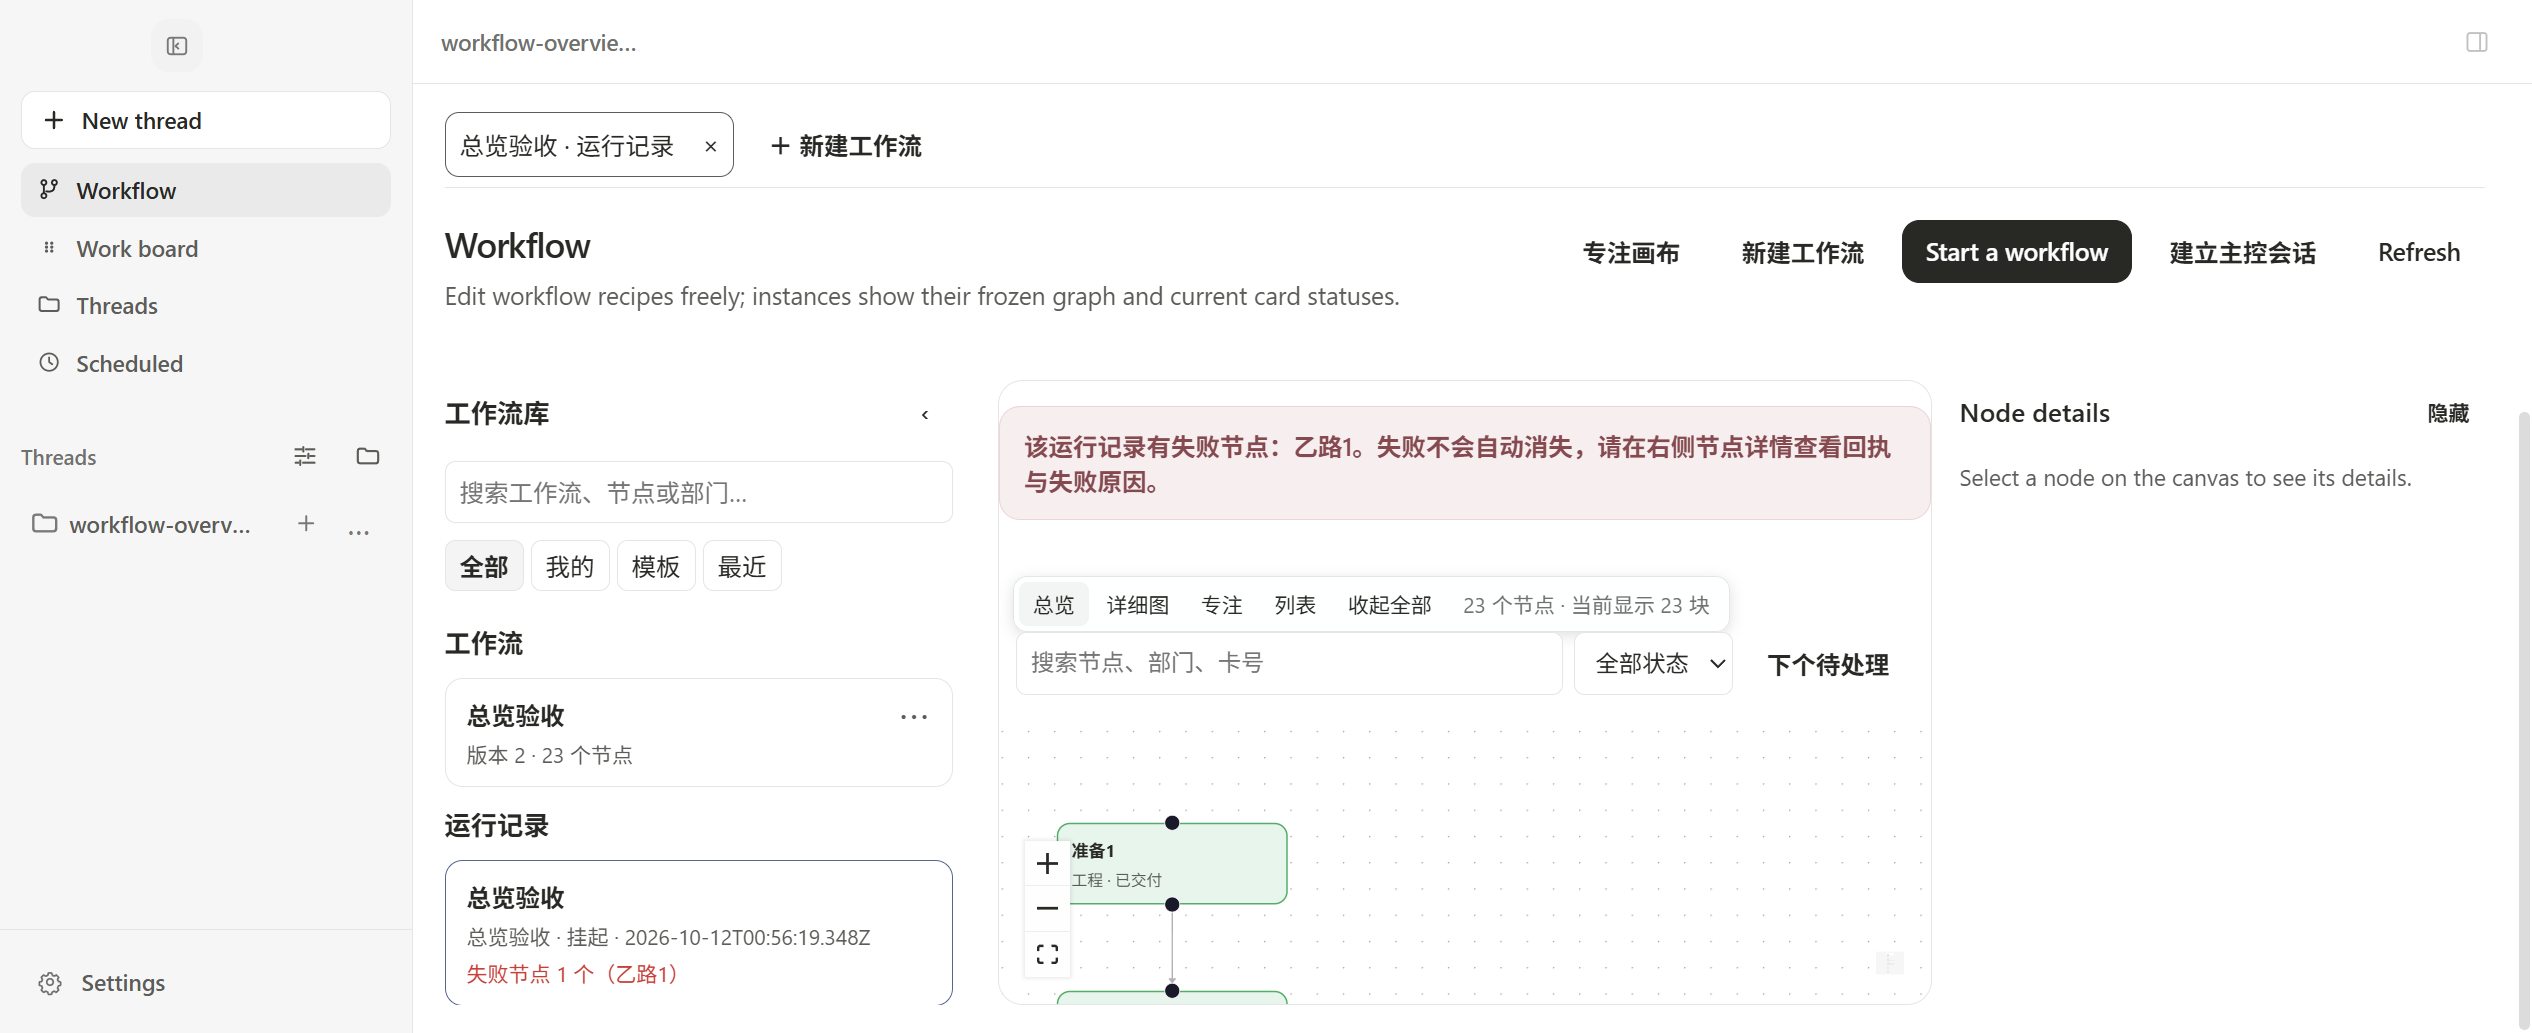 workflow-overvie...
New thread
Workflow
Work board
Threads
Scheduled
Threads
workflow-overv...
Settings
总览验收 · 运行记录 ×
+ 新建工作流
Workflow
Edit workflow recipes freely; instances show their frozen graph and current card statuses.
专注画布
新建工作流
Start a workflow
建立主控会话
Refresh
工作流库
搜索工作流、节点或部门...
全部
我的
模板
最近
工作流
总览验收
版本 2 · 23 个节点
运行记录
总览验收
总览验收 · 挂起 · 2026-10-12T00:56:19.348Z
失败节点 1 个（乙路1）
该运行记录有失败节点：乙路1。失败不会自动消失，请在右侧节点详情查看回执
与失败原因。
总览
详细图
专注
列表
收起全部
23 个节点 · 当前显示 23 块
搜索节点、部门、卡号
全部状态
下个待处理
准备1
工程 · 已交付
Node details
隐藏
Select a node on the canvas to see its details.